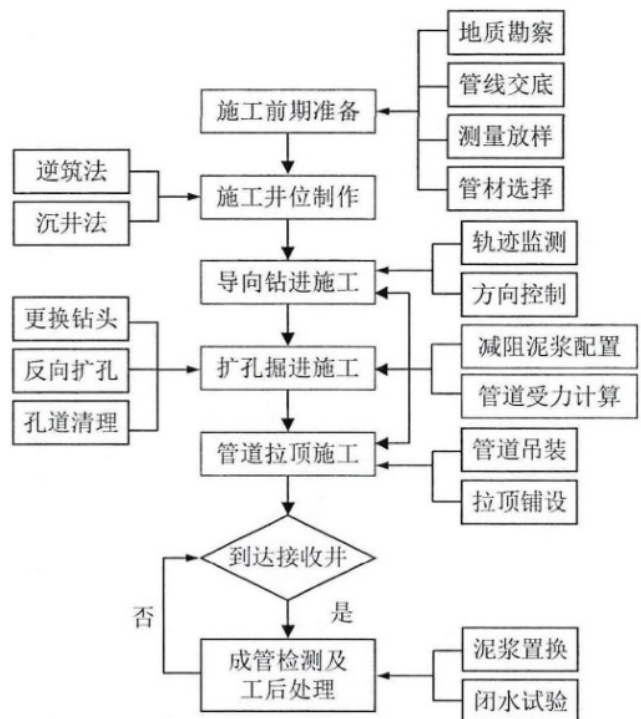 地质勘察
管线交底
施工前期准备
测量放样
管材选择
逆筑法
施工井位制作
沉井法
轨迹监测
导向钻进施工
方向控制
更换钻头
减阻泥浆配置
反向扩孔
扩孔掘进施工
管道受力计算
孔道清理
管道拉顶施工
管道吊装
拉顶铺设
到达接收井
否
是
成管检测及
工后处理
泥浆置换
闭水试验